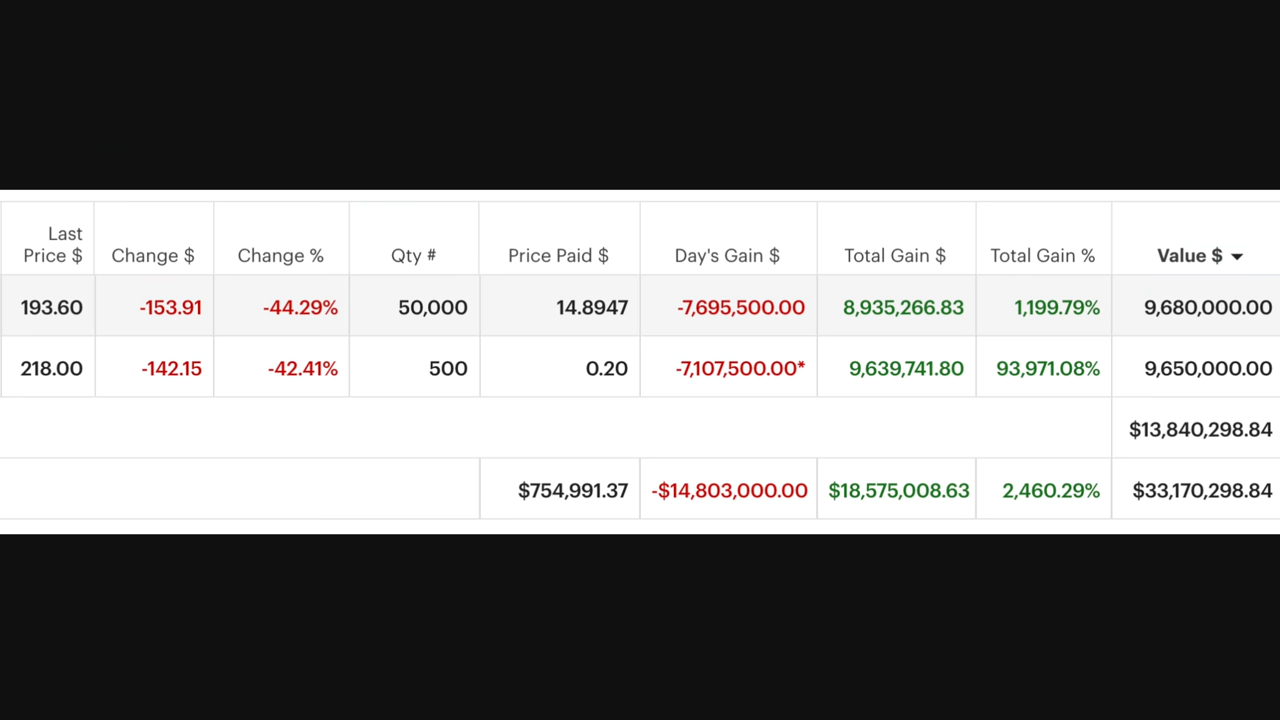 Last Price $ Change $ Change % Qty # Price Paid $ Day's Gain $ Total Gain $ Total Gain % Value $
193.60 -153.91 -44.29% 50,000 14.8947 -7,695,500.00 8,935,266.83 1,199.79% 9,680,000.00
218.00 -142.15 -42.41% 500 0.20 -7,107,500.00* 9,639,741.80 93,971.08% 9,650,000.00
$13,840,298.84
$754,991.37 -$14,803,000.00 $18,575,008.63 2,460.29% $33,170,298.84